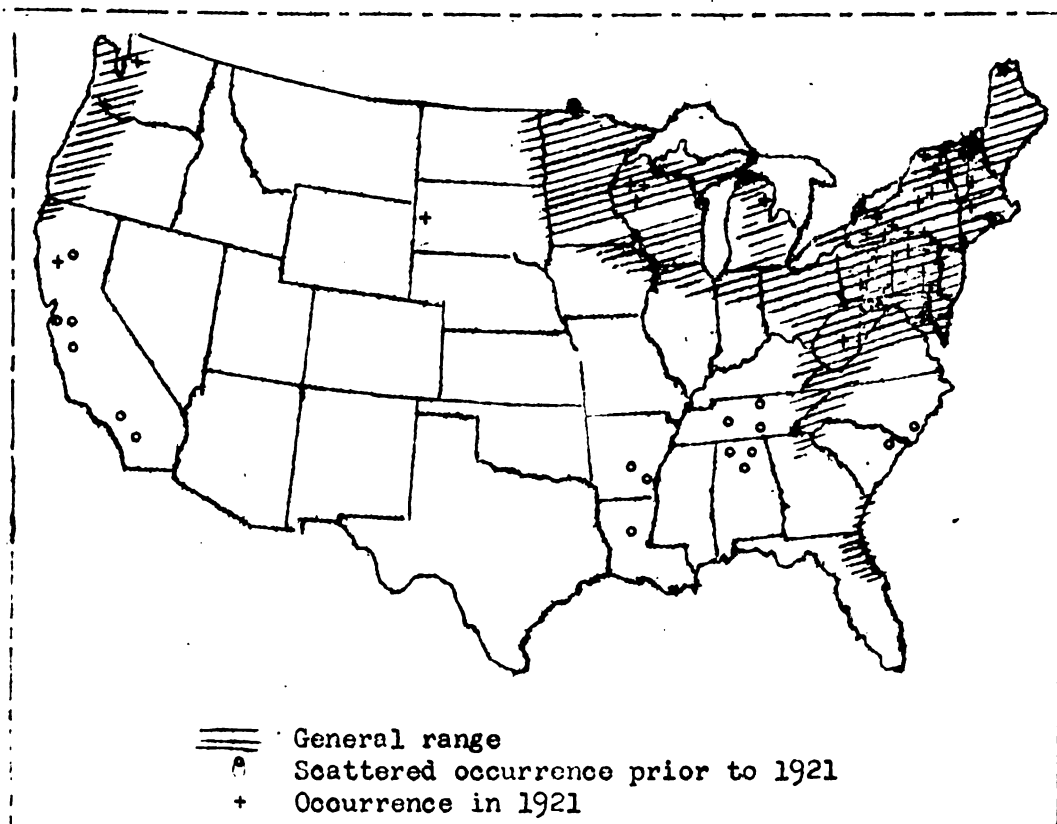 General range
Scattered occurrence prior to 1921
+ Occurrence in 1921